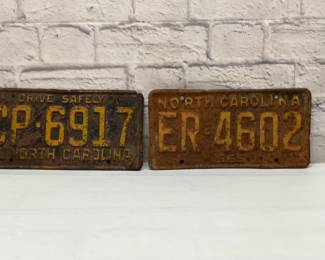 DRIVE SAFELY
CP-6917
NORTH CAROLINA
NORTH CAROLINA
ER-4602